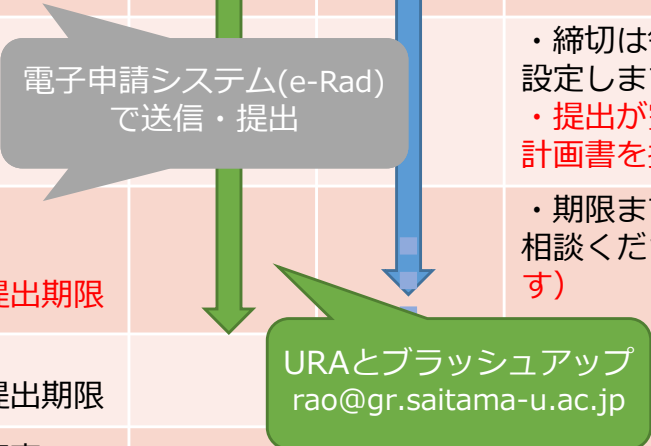 電子申請システム(e-Rad)
で送信・提出
・締切は
設定しま
・提出が
計画書を
・期限ま
相談くだ
す）
提出期限
URAとブラッシュアップ
rao@gr.saitama-u.ac.jp
提出期限